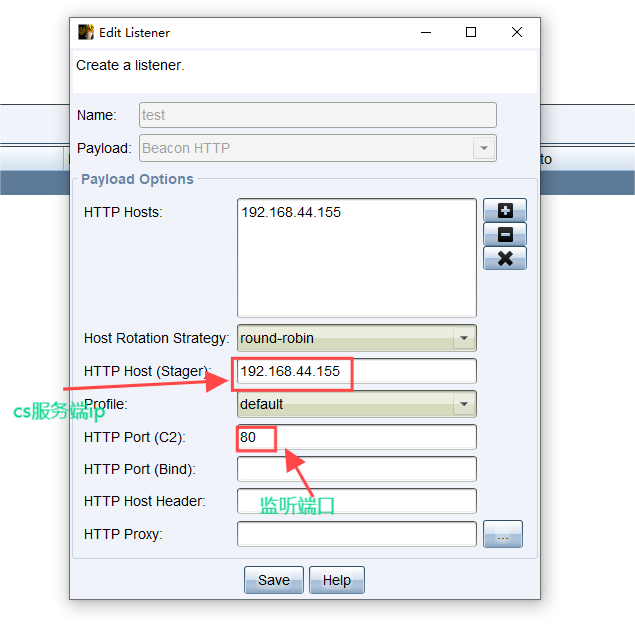 Edit Listener
Create a listener.
Name: test
Payload: Beacon HTTP
to
Payload Options
HTTP Hosts: 192.168.44.155
Host Rotation Strategy: round-robin
HTTP Host (Stager): 192.168.44.155
cs服务端ip
Profile: default
HTTP Port (C2): 80
HTTP Port (Bind):
HTTP Host Header:
监听端口
HTTP Proxy: ...
Save Help